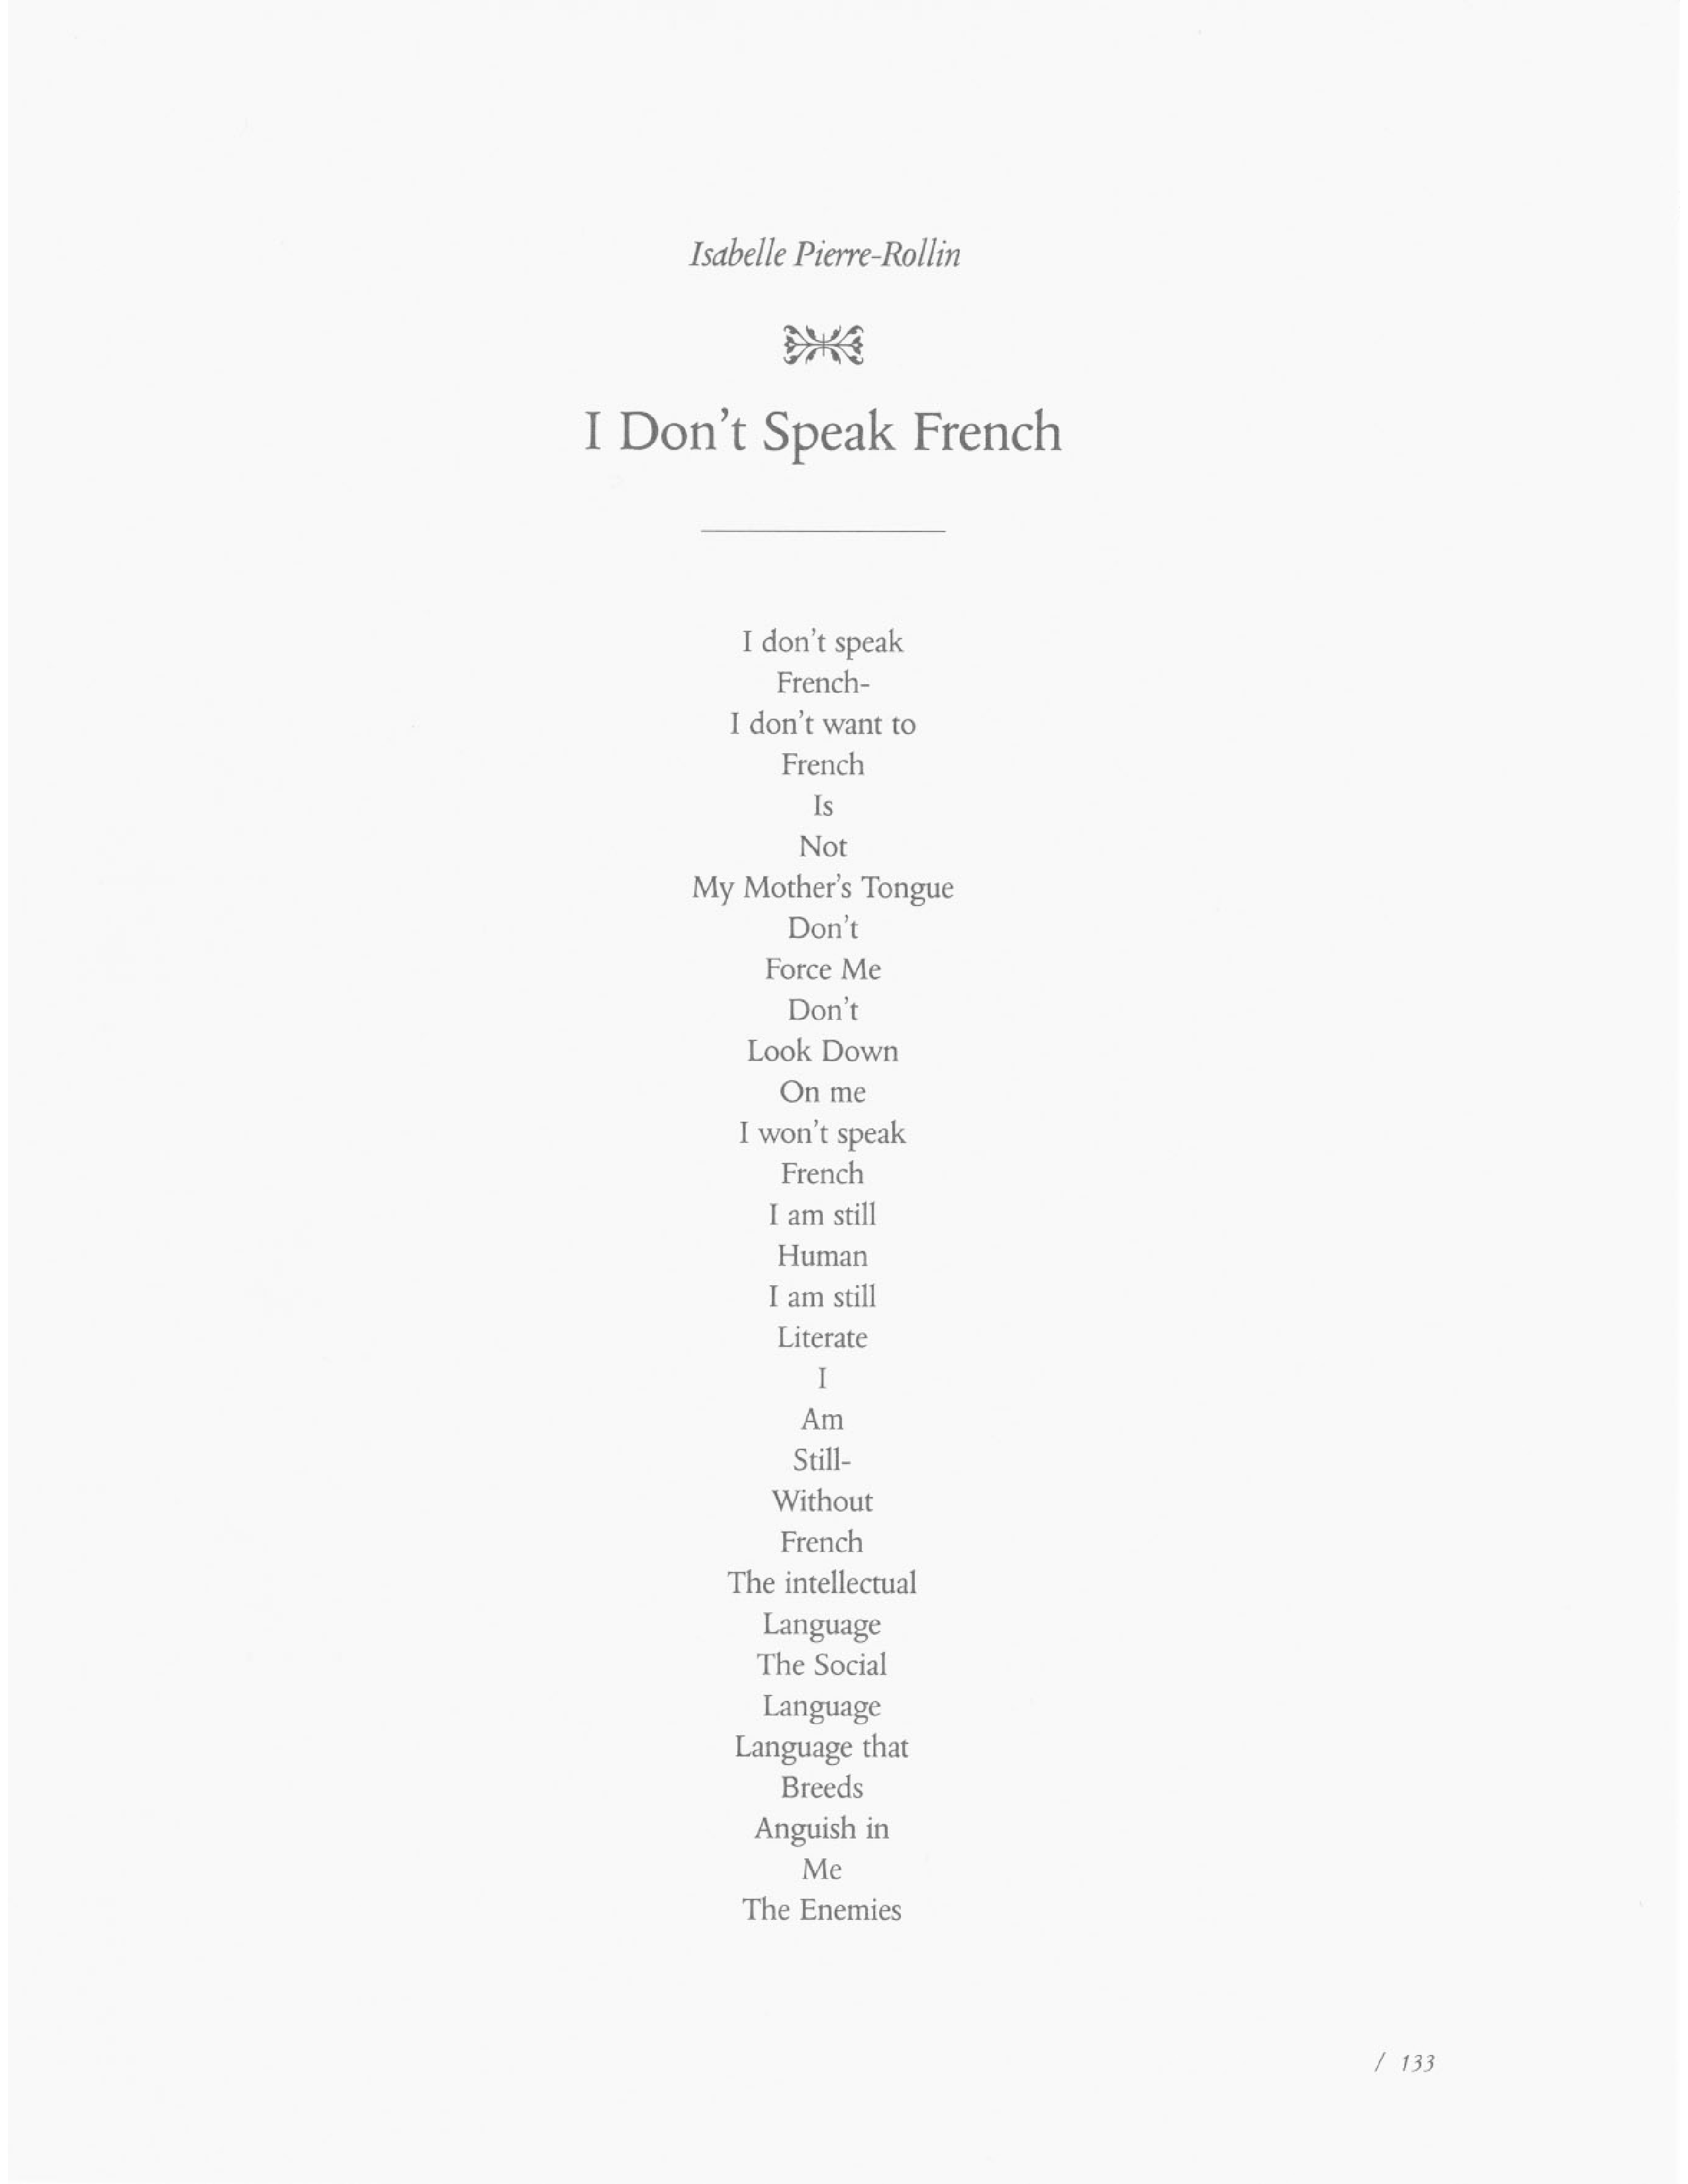 Isabelle Pierre-Rollin
I Don't Speak French
I don't speak
French-
I don't want to
French
Is
Not
My Mother's Tongue
Don't
Force Me
Don't
Look Down
On me
I won't speak
French
I am still
Human
I am still
Literate
I
Am
Still-
Without
French
The intellectual
Language
The Social
Language
Language that
Breeds
Anguish in
Me
The Enemies
/ 133